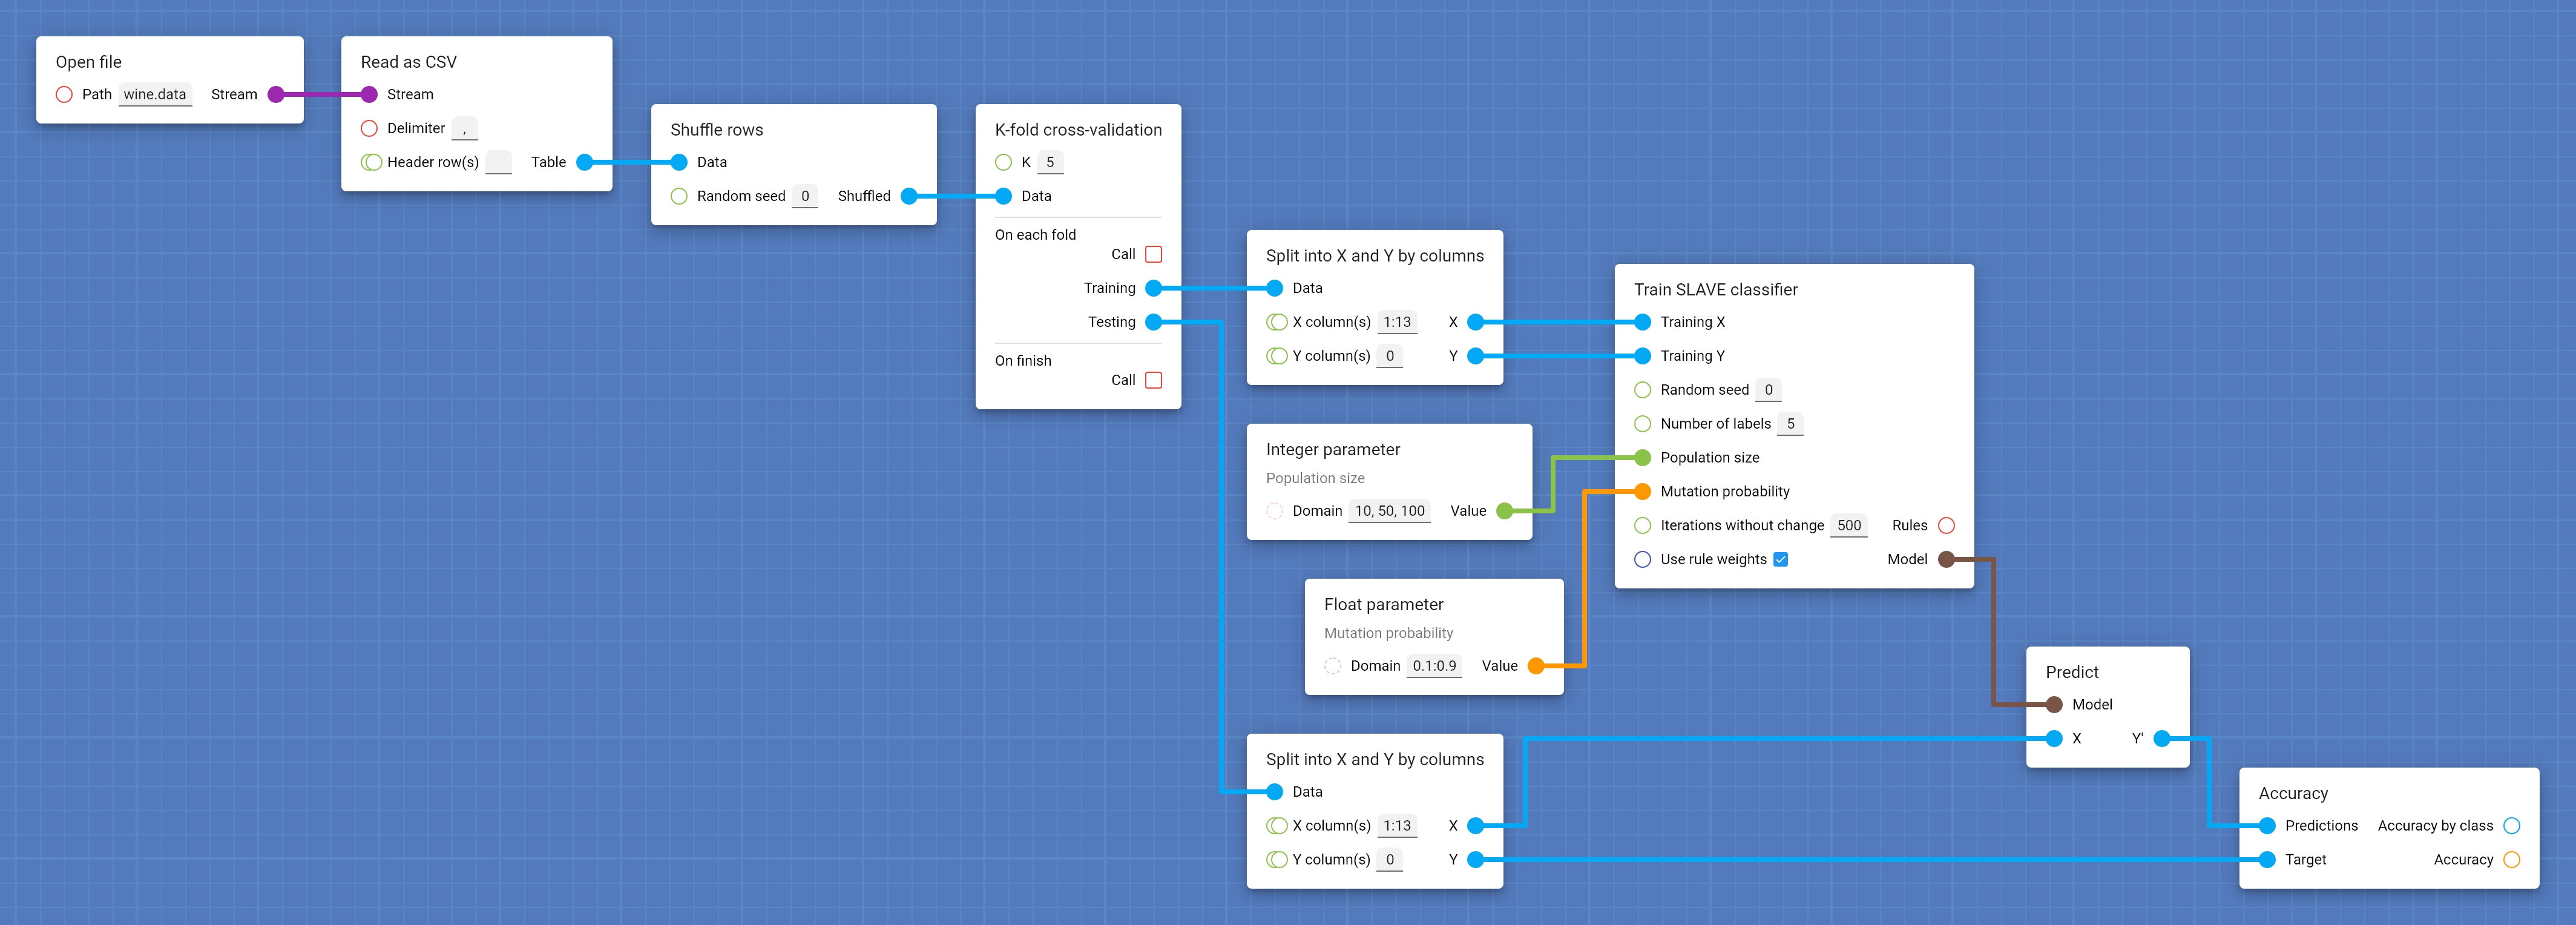 Open file
Path wine.data Stream
Read as CSV
Stream
Delimiter ,
Header row(s) Table
Shuffle rows
Data
Random seed 0 Shuffled
K-fold cross-validation
K 5
Data
On each fold
Call
Training
Testing
On finish
Call
Split into X and Y by columns
Data
X column(s) 1:13 X
Y column(s) 0 Y
Integer parameter
Population size
Domain 10, 50, 100 Value
Float parameter
Mutation probability
Domain 0.1:0.9 Value
Split into X and Y by columns
Data
X column(s) 1:13 X
Y column(s) 0 Y
Train SLAVE classifier
Training X
Training Y
Random seed 0
Number of labels 5
Population size
Mutation probability
Iterations without change 500 Rules
Use rule weights Model
Predict
Model
X Y'
Accuracy
Predictions Accuracy by class
Target Accuracy